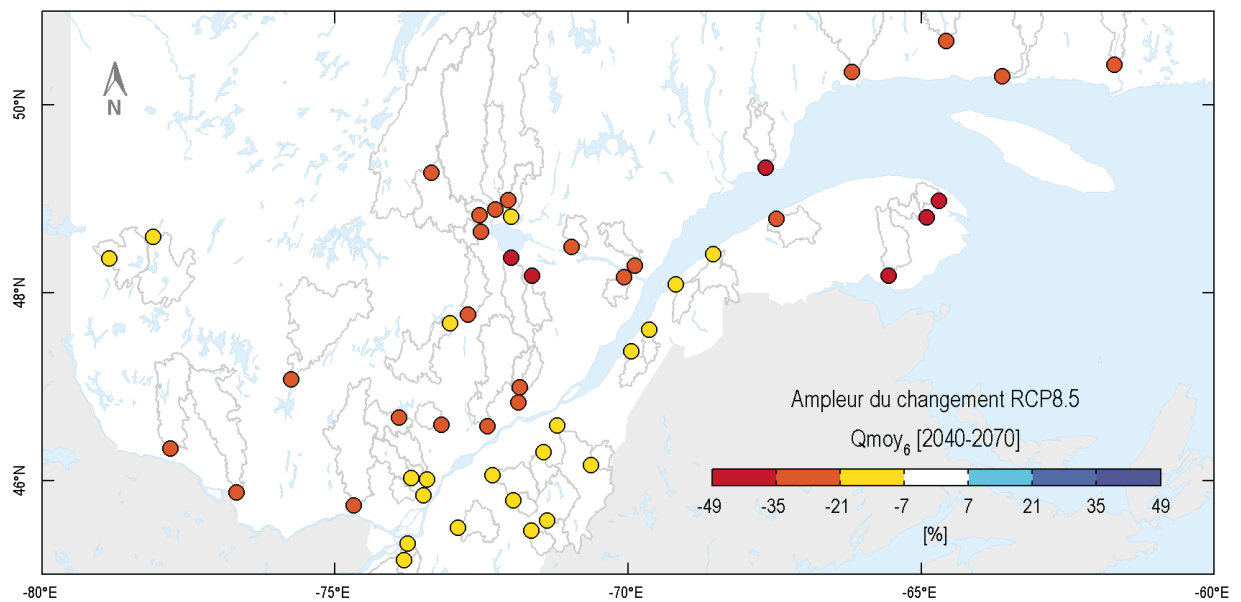 50°N
48°N
46°N
N
Ampleur du changement RCP8.5
Qmoy₆ [2040-2070]
-49 -35 -21 -7 7 21 35 49
[%]
-80°E -75°E -70°E -65°E -60°E